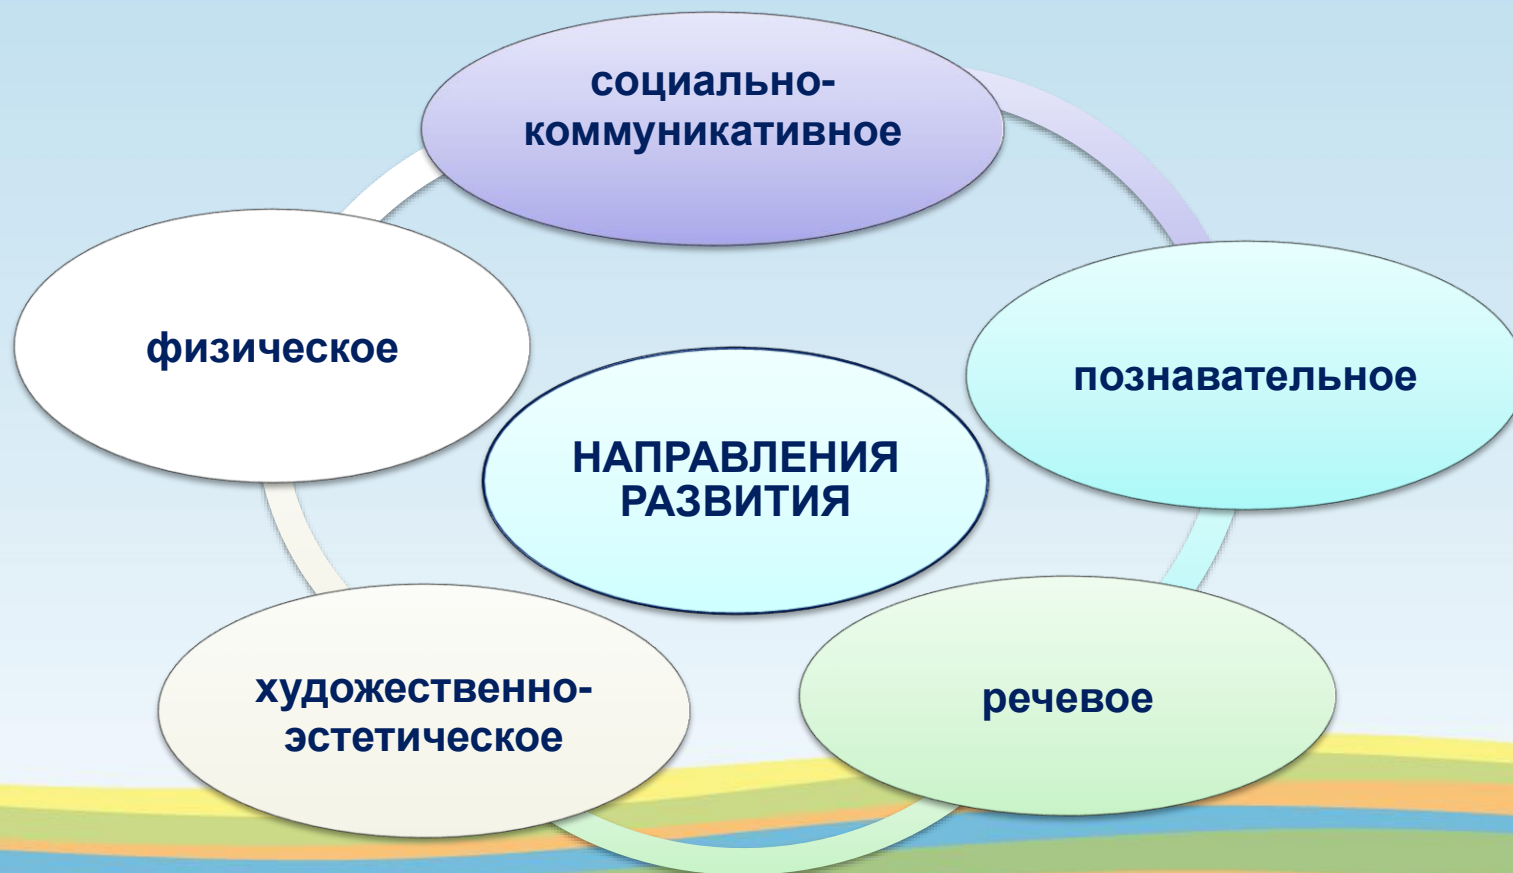 социально-
коммуникативное
физическое
познавательное
НАПРАВЛЕНИЯ
РАЗВИТИЯ
художественно-
эстетическое
речевое